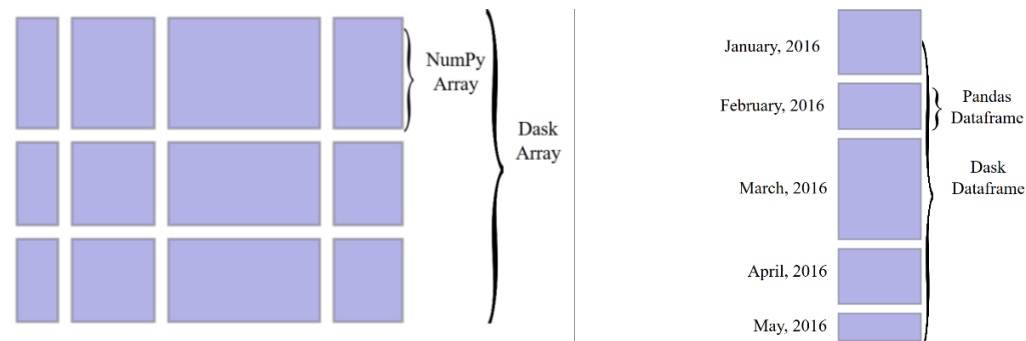 NumPy
Array
Dask
Array
January, 2016
February, 2016
March, 2016
April, 2016
May, 2016
Pandas
Dataframe
Dask
Dataframe